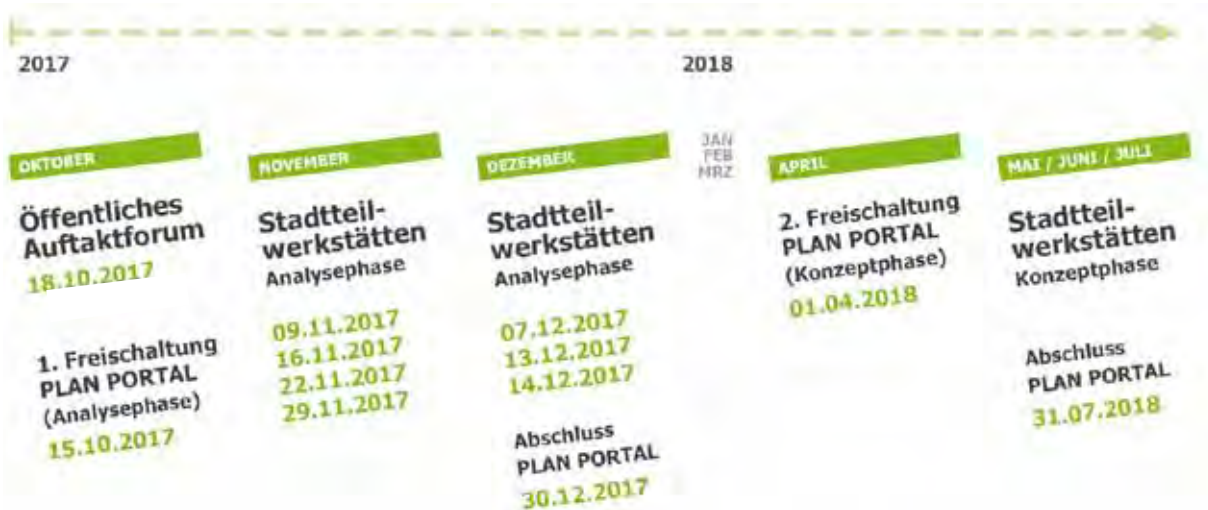 2017
2018
OKTOBER
Öffentliches
Auftaktforum
18.10.2017
1. Freischaltung
PLAN PORTAL
(Analysephase)
15.10.2017
NOVEMBER
Stadtteil-
werkstätten
Analysephase
09.11.2017
16.11.2017
22.11.2017
29.11.2017
DEZEMBER
Stadtteil-
werkstätten
Analysephase
07.12.2017
13.12.2017
14.12.2017
Abschluss
PLAN PORTAL
30.12.2017
JAN
FEB
MRZ
APRIL
2. Freischaltung
PLAN PORTAL
(Konzeptphase)
01.04.2018
MAI / JUNI / JULI
Stadtteil-
werkstätten
Konzeptphase
Abschluss
PLAN PORTAL
31.07.2018